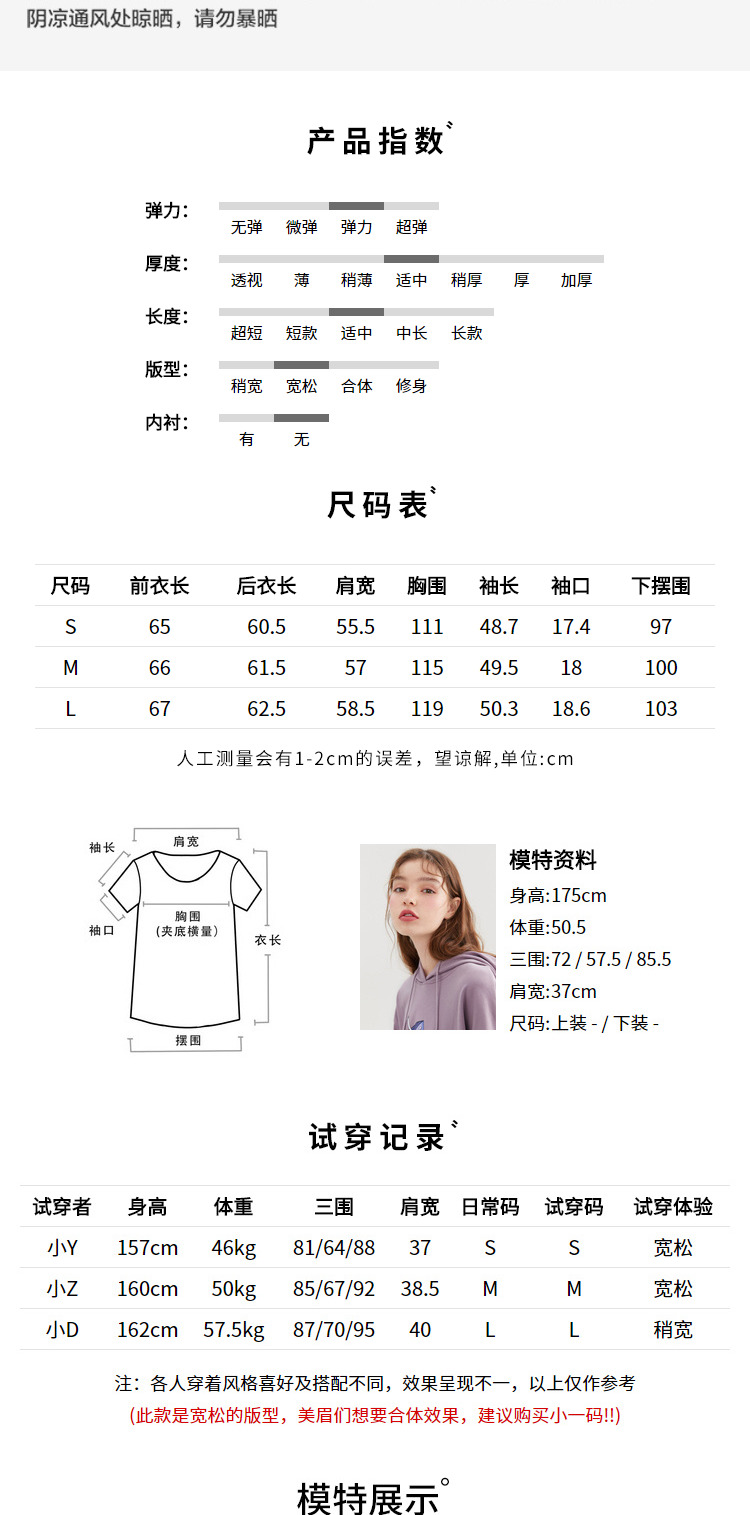 阴凉通风处晾晒，请勿暴晒
产品指数
弹力：
无弹 微弹 弹力 超弹
厚度：
透视 薄 稍薄 适中 稍厚 厚 加厚
长度：
超短 短款 适中 中长 长款
版型：
稍宽 宽松 合体 修身
内衬：
有 无
尺码表
尺码 前衣长 后衣长 肩宽 胸围 袖长 袖口 下摆围
S 65 60.5 55.5 111 48.7 17.4 97
M 66 61.5 57 115 49.5 18 100
L 67 62.5 58.5 119 50.3 18.6 103
人工测量会有1-2cm的误差，望谅解,单位:cm
肩宽
袖长
胸围
(夹底横量)
袖口
衣长
摆围
模特资料
身高:175cm
体重:50.5
三围:72 / 57.5 / 85.5
肩宽:37cm
尺码:上装 - / 下装 -
试穿记录
试穿者 身高 体重 三围 肩宽 日常码 试穿码 试穿体验
小Y 157cm 46kg 81/64/88 37 S S 宽松
小Z 160cm 50kg 85/67/92 38.5 M M 宽松
小D 162cm 57.5kg 87/70/95 40 L L 稍宽
注：各人穿着风格喜好及搭配不同，效果呈现不一，以上仅作参考
(此款是宽松的版型，美眉们想要合体效果，建议购买小一码!!)
模特展示